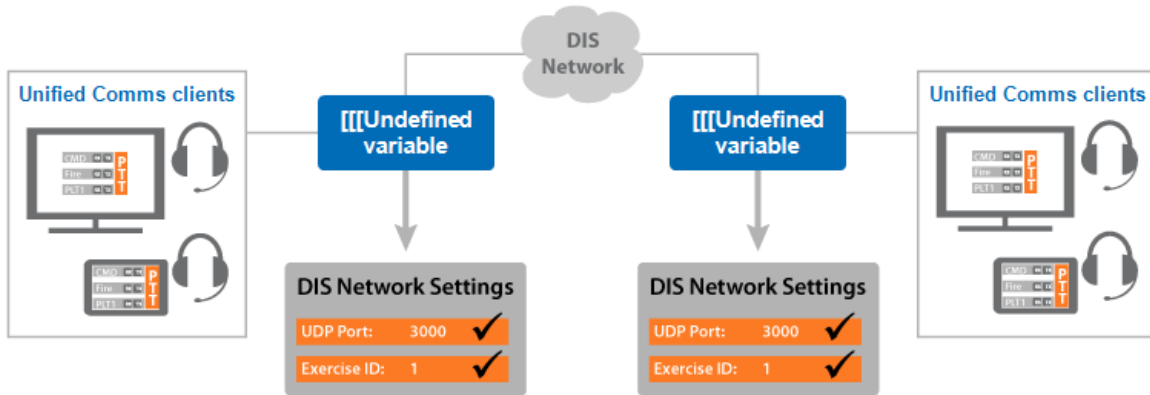 DIS
Network
Unified Comms clients
CMD
Fire
PLT1
PTT
CMD
Fire
PLT1
PTT
[[[Undefined
variable
[[[Undefined
variable
DIS Network Settings
UDP Port: 3000
Exercise ID: 1
DIS Network Settings
UDP Port: 3000
Exercise ID: 1
Unified Comms clients
CMD
Fire
PLT1
PTT
CMD
Fire
PLT1
PTT